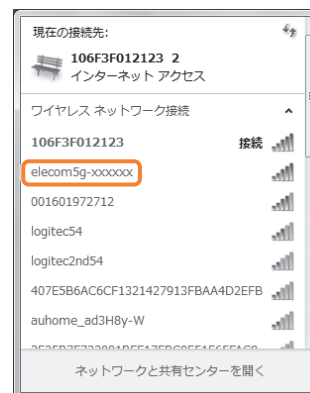 現在の接続先:
106F3F012123 2
インターネット アクセス
ワイヤレス ネットワーク接続
106F3F012123 接続
elecom5g-xxxxxx
001601972712
logitec54
logitec2nd54
407E5B6AC6CF1321427913FBAA4D2EFB
auhome_ad3H8y-W
ネットワークと共有センターを開く